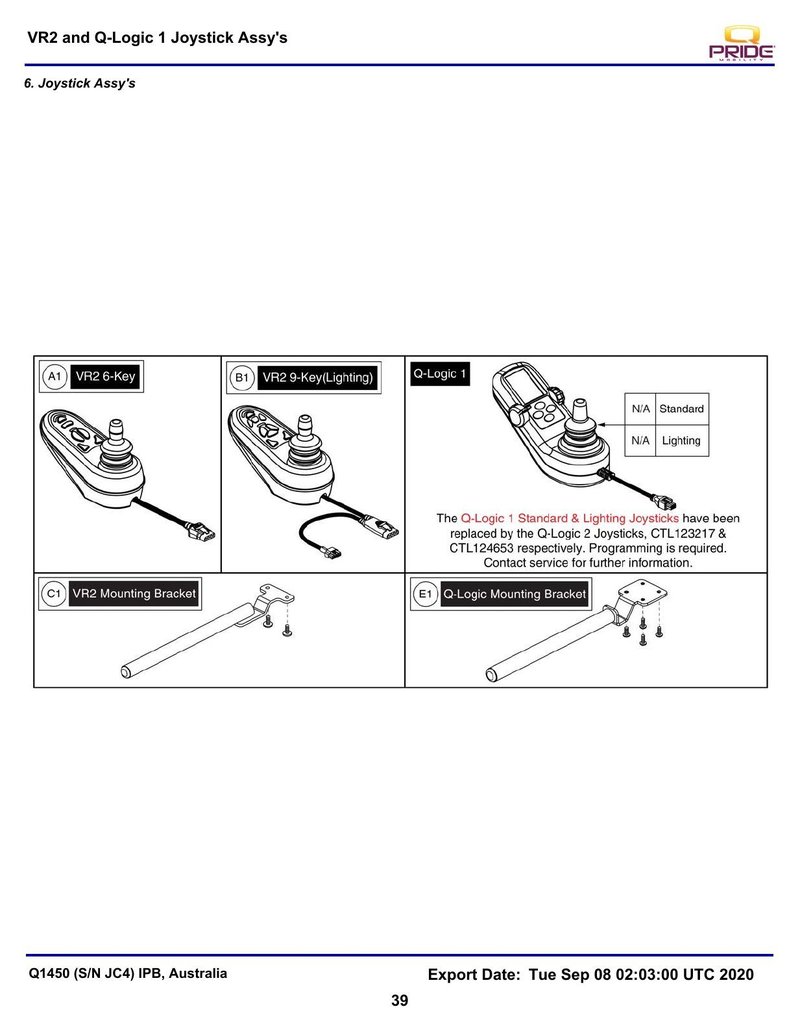 VR2 and Q-Logic 1 Joystick Assy's
Q
PRIDE
MOBILITY
6. Joystick Assy's
A1 VR2 6-Key
B1 VR2 9-Key(Lighting)
Q-Logic 1
N/A Standard
N/A Lighting
The Q-Logic 1 Standard & Lighting Joysticks have been
replaced by the Q-Logic 2 Joysticks, CTL123217 &
CTL124653 respectively. Programming is required.
Contact service for further information.
C1 VR2 Mounting Bracket
E1 Q-Logic Mounting Bracket
Q1450 (S/N JC4) IPB, Australia
Export Date: Tue Sep 08 02:03:00 UTC 2020
39